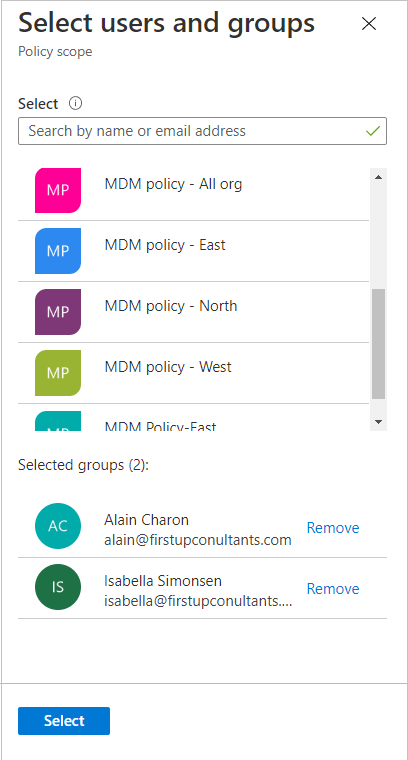 Select users and groups
Policy scope
Select
Search by name or email address
MP MDM policy - All org
MP MDM policy - East
MP MDM policy - North
MP MDM policy - West
MP MDM Policy-East
Selected groups (2):
AC Alain Charon
alain@firstupconultants.com Remove
IS Isabella Simonsen
isabella@firstupconultants.... Remove
Select